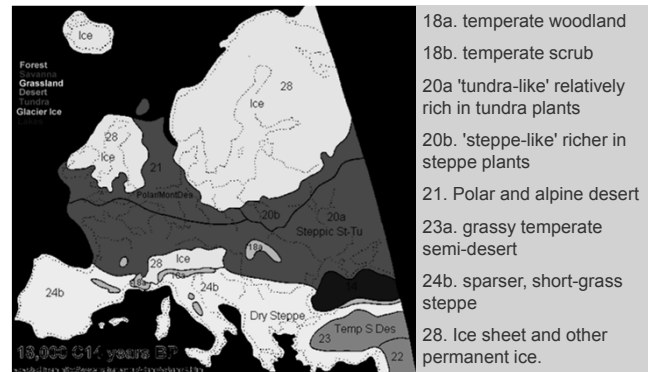 Ice
Forest
Savanna
Grassland
Desert
Tundra
Glacier Ice
Lakes
28
Ice
28
Ice
21
PolarMontDes
20b
20a
Steppic St-Tu
18a
28
Ice
24b
18a
24b
Dry Steppe
Temp S Des
23
22
18,000 C14 years BP
18a. temperate woodland
18b. temperate scrub
20a 'tundra-like' relatively
rich in tundra plants
20b. 'steppe-like' richer in
steppe plants
21. Polar and alpine desert
23a. grassy temperate
semi-desert
24b. sparser, short-grass
steppe
28. Ice sheet and other
permanent ice.